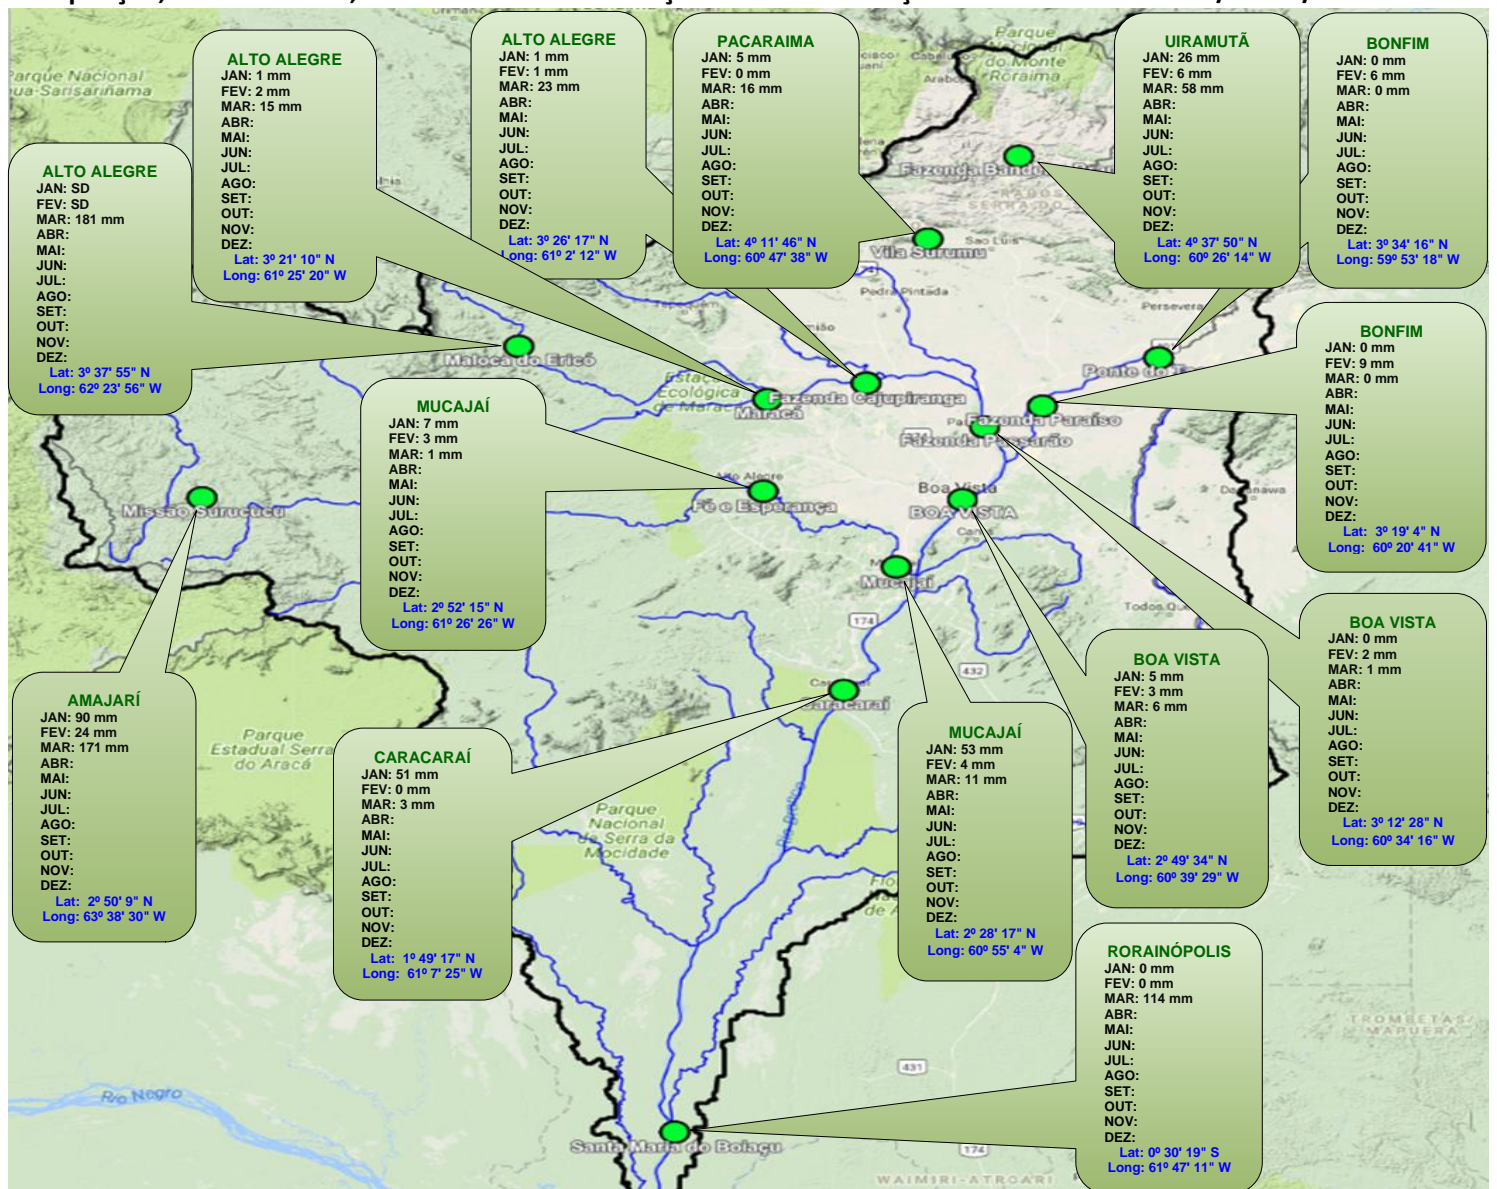 ALTO ALEGRE
JAN: SD
FEV: SD
MAR: 181 mm
ABR:
MAI:
JUN:
JUL:
AGO:
SET:
OUT:
NOV:
DEZ:
Lat: 3º 37' 55" N
Long: 62º 23' 56" W
ALTO ALEGRE
JAN: 1 mm
FEV: 2 mm
MAR: 15 mm
ABR:
MAI:
JUN:
JUL:
AGO:
SET:
OUT:
NOV:
DEZ:
Lat: 3º 21' 10" N
Long: 61º 25' 20" W
ALTO ALEGRE
JAN: 1 mm
FEV: 1 mm
MAR: 23 mm
ABR:
MAI:
JUN:
JUL:
AGO:
SET:
OUT:
NOV:
DEZ:
Lat: 3º 26' 17" N
Long: 61º 2' 12" W
PACARAIMA
JAN: 5 mm
FEV: 0 mm
MAR: 16 mm
ABR:
MAI:
JUN:
JUL:
AGO:
SET:
OUT:
NOV:
DEZ:
Lat: 4º 11' 46" N
Long: 60º 47' 38" W
UIRAMUTÃ
JAN: 26 mm
FEV: 6 mm
MAR: 58 mm
ABR:
MAI:
JUN:
JUL:
AGO:
SET:
OUT:
NOV:
DEZ:
Lat: 4º 37' 50" N
Long: 60º 26' 14" W
BONFIM
JAN: 0 mm
FEV: 6 mm
MAR: 0 mm
ABR:
MAI:
JUN:
JUL:
AGO:
SET:
OUT:
NOV:
DEZ:
Lat: 3º 34' 16" N
Long: 59º 53' 18" W
BONFIM
JAN: 0 mm
FEV: 9 mm
MAR: 0 mm
ABR:
MAI:
JUN:
JUL:
AGO:
SET:
OUT:
NOV:
DEZ:
Lat: 3º 19' 4" N
Long: 60º 20' 41" W
MUCAJAÍ
JAN: 7 mm
FEV: 3 mm
MAR: 1 mm
ABR:
MAI:
JUN:
JUL:
AGO:
SET:
OUT:
NOV:
DEZ:
Lat: 2º 52' 15" N
Long: 61º 26' 26" W
BOA VISTA
JAN: 0 mm
FEV: 2 mm
MAR: 1 mm
ABR:
MAI:
JUN:
JUL:
AGO:
SET:
OUT:
NOV:
DEZ:
Lat: 3º 12' 28" N
Long: 60º 34' 16" W
BOA VISTA
JAN: 5 mm
FEV: 3 mm
MAR: 6 mm
ABR:
MAI:
JUN:
JUL:
AGO:
SET:
OUT:
NOV:
DEZ:
Lat: 2º 49' 34" N
Long: 60º 39' 29" W
AMAJARÍ
JAN: 90 mm
FEV: 24 mm
MAR: 171 mm
ABR:
MAI:
JUN:
JUL:
AGO:
SET:
OUT:
NOV:
DEZ:
Lat: 2º 50' 9" N
Long: 63º 38' 30" W
CARACARAÍ
JAN: 51 mm
FEV: 0 mm
MAR: 3 mm
ABR:
MAI:
JUN:
JUL:
AGO:
SET:
OUT:
NOV:
DEZ:
Lat: 1º 49' 17" N
Long: 61º 7' 25" W
MUCAJAÍ
JAN: 53 mm
FEV: 4 mm
MAR: 11 mm
ABR:
MAI:
JUN:
JUL:
AGO:
SET:
OUT:
NOV:
DEZ:
Lat: 2º 28' 17" N
Long: 60º 55' 4" W
RORAINÓPOLIS
JAN: 0 mm
FEV: 0 mm
MAR: 114 mm
ABR:
MAI:
JUN:
JUL:
AGO:
SET:
OUT:
NOV:
DEZ:
Lat: 0º 30' 19" S
Long: 61º 47' 11" W
Parque
do Monte
Roraima
Vila Surumu
Sao Luis
Pedra Pintada
Maloca do Ericó
Ecológica
Maracá
Fazenda Cajupiranga
Fazenda Paraíso
Fazenda Passarão
Alto Alegre
Fé e Esperança
Boa Vista
BOA VISTA
Missão Surucucu
Mucajaí
174
432
Caracaraí
Parque
Estadual Serra
do Aracá
Parque
Nacional
da Serra da
Mocidade
Rio Branco
Rio Negro
431
174
Santa Maria do Boiaçu
TROMBETAS/
MAPUERA
WAIMIRI-ATROARI